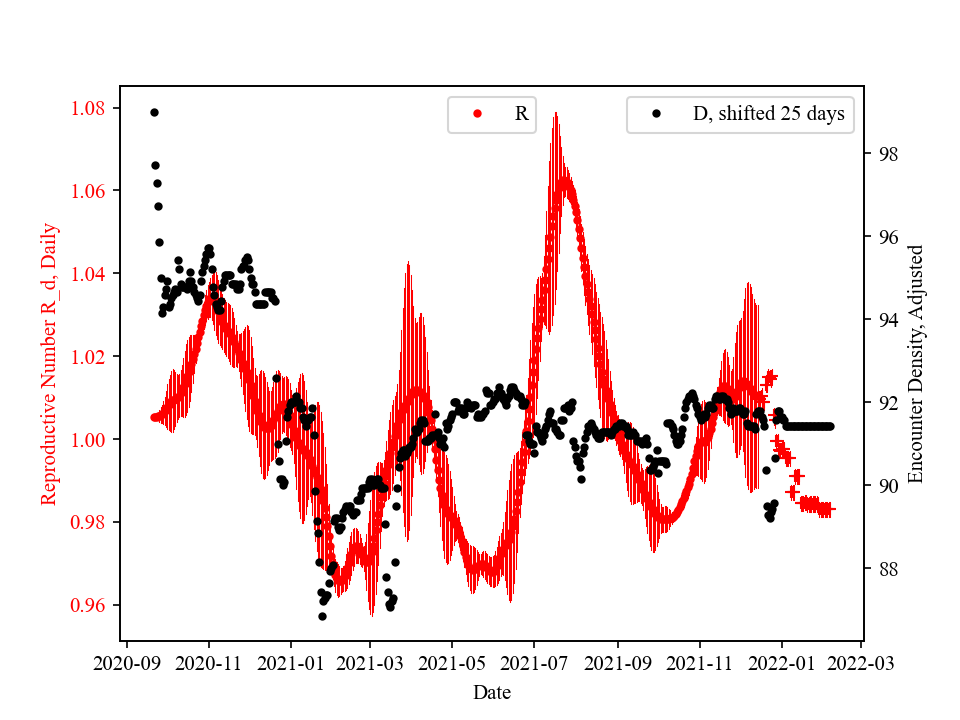 R
D, shifted 25 days
1.08
1.06
1.04
1.02
1.00
0.98
0.96
Reproductive Number R_d, Daily
98
96
94
92
90
88
Encounter Density, Adjusted
2020-09 2020-11 2021-01 2021-03 2021-05 2021-07 2021-09 2021-11 2022-01 2022-03
Date